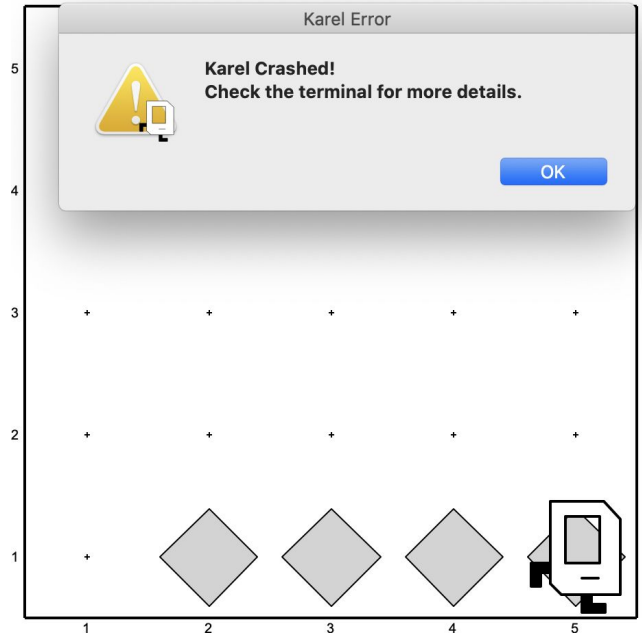 Karel Error
Karel Crashed!
Check the terminal for more details.
OK
5
4
3
2
1
1 2 3 4 5